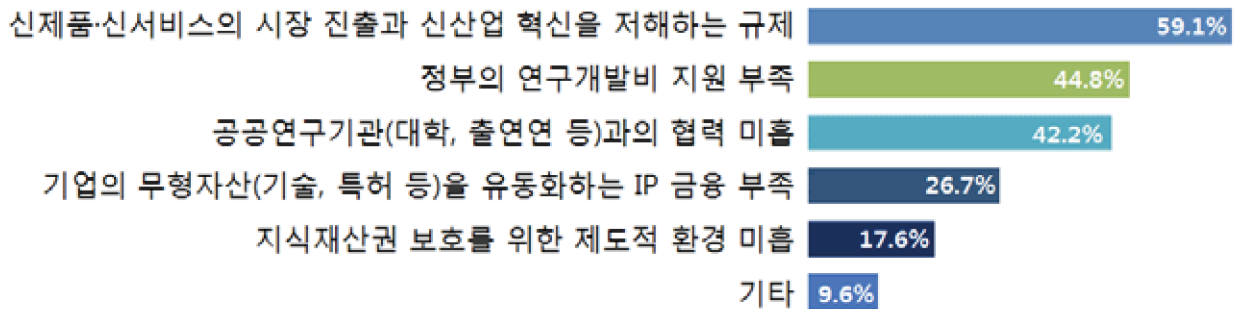 신제품·신서비스의 시장 진출과 신산업 혁신을 저해하는 규제 59.1%
정부의 연구개발비 지원 부족 44.8%
공공연구기관(대학, 출연연 등)과의 협력 미흡 42.2%
기업의 무형자산(기술, 특허 등)을 유동화하는 IP 금융 부족 26.7%
지식재산권 보호를 위한 제도적 환경 미흡 17.6%
기타 9.6%